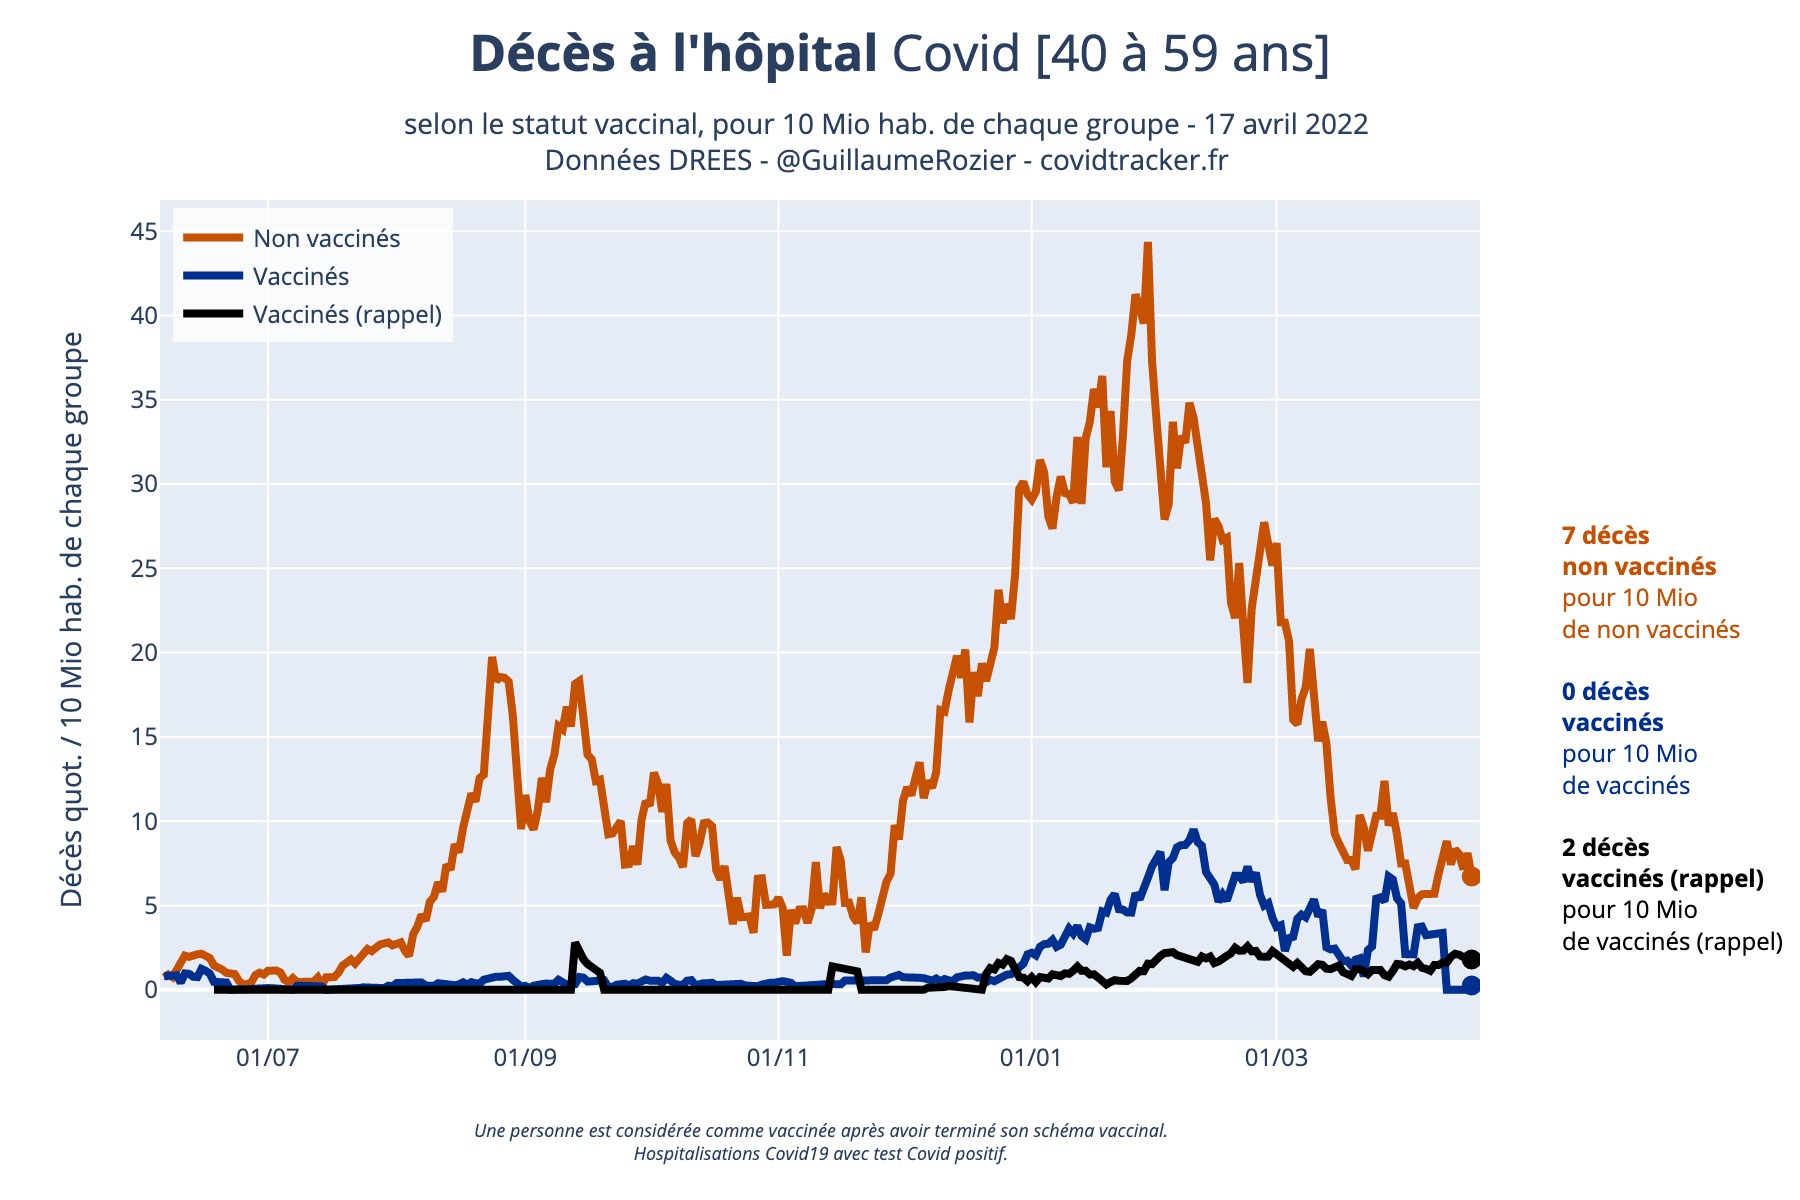 Décès à l'hôpital Covid [40 à 59 ans]
selon le statut vaccinal, pour 10 Mio hab. de chaque groupe - 17 avril 2022
Données DREES - @GuillaumeRozier - covidtracker.fr
Non vaccinés
Vaccinés
Vaccinés (rappel)
Décès quot. / 10 Mio hab. de chaque groupe
45
40
35
30
25
20
15
10
5
0
01/07
01/09
01/11
01/01
01/03
7 décès
non vaccinés
pour 10 Mio
de non vaccinés
0 décès
vaccinés
pour 10 Mio
de vaccinés
2 décès
vaccinés (rappel)
pour 10 Mio
de vaccinés (rappel)
Une personne est considérée comme vaccinée après avoir terminé son schéma vaccinal.
Hospitalisations Covid19 avec test Covid positif.